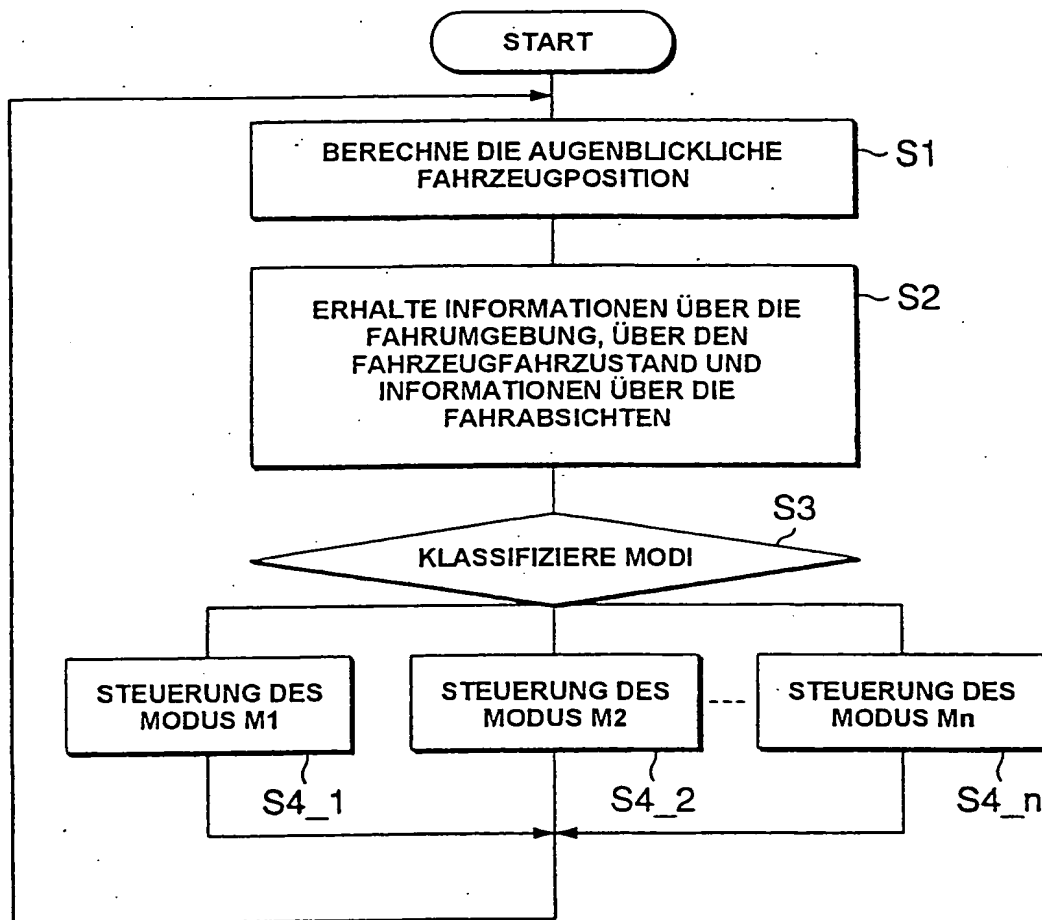 START
BERECHNE DIE AUGENBLICKLICHE
FAHRZEUGPOSITION
S1
ERHALTE INFORMATIONEN ÜBER DIE
FAHRUMGEBUNG, ÜBER DEN
FAHRZEUGFAHRZUSTAND UND
INFORMATIONEN ÜBER DIE
FAHRABSICHTEN
S2
KLASSIFIZIERE MODI
S3
STEUERUNG DES
MODUS M1
S4_1
STEUERUNG DES
MODUS M2
S4_2
STEUERUNG DES
MODUS Mn
S4_n